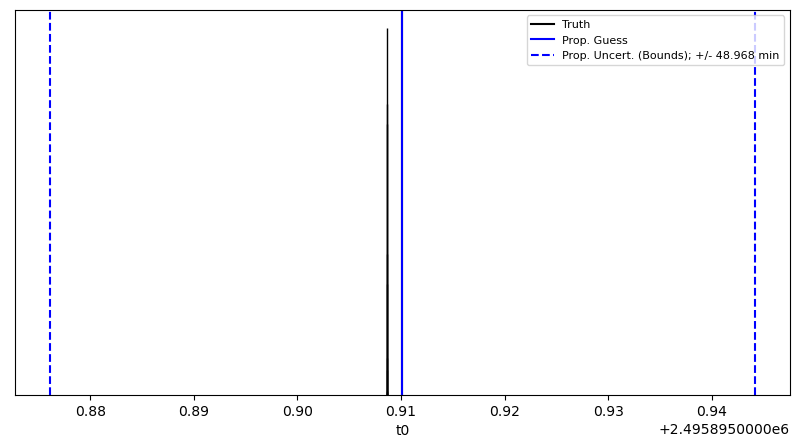 Truth
Prop. Guess
Prop. Uncert. (Bounds); +/- 48.968 min
0.88 0.89 0.90 0.91 0.92 0.93 0.94
t0
+2.4958950000e6